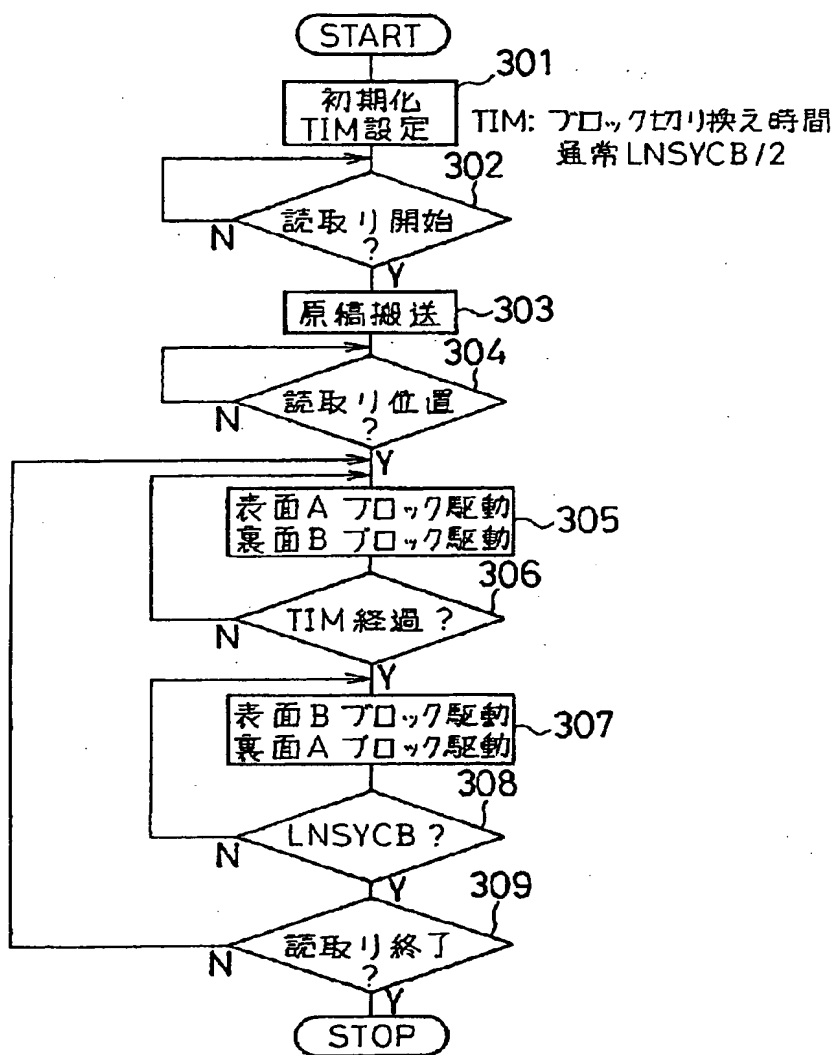 START
301
初期化
TIM設定
TIM: ブロック切り換え時間
通常LNSYCB/2
302
読取り開始
?
N
Y
原稿搬送
303
304
読取り位置
?
N
Y
表面A ブロック駆動
裏面B ブロック駆動
305
306
TIM経過?
N
Y
表面B ブロック駆動
裏面A ブロック駆動
307
308
LNSYCB?
N
Y
309
読取り終了
?
N
Y
STOP